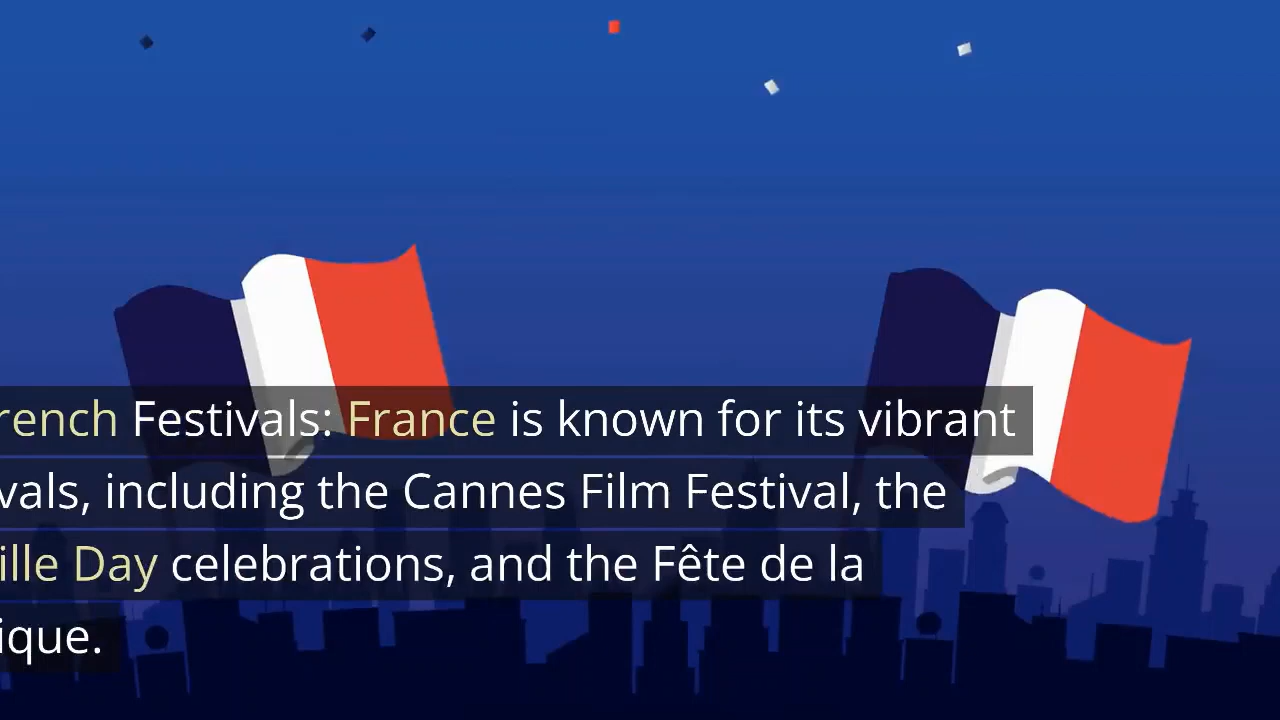 rench Festivals: France is known for its vibrant
vals, including the Cannes Film Festival, the
ille Day celebrations, and the Fête de la
ique.